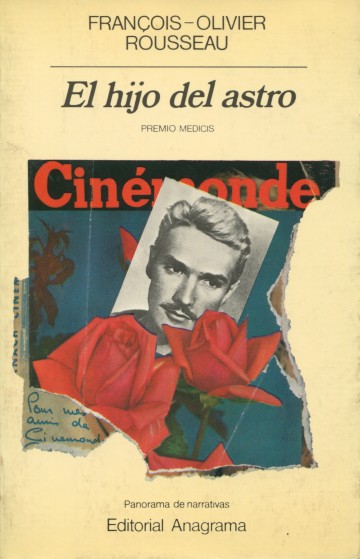 FRANÇOIS-OLIVIER
ROUSSEAU
El hijo del astro
PREMIO MEDICIS
Cinémonde
Pour mes
amis de
Cinemond
Panorama de narrativas
Editorial Anagrama